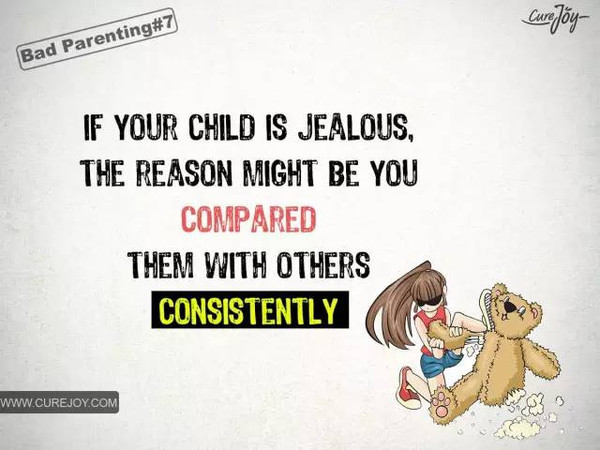 Bad Parenting#7
CureJoy
IF YOUR CHILD IS JEALOUS,
THE REASON MIGHT BE YOU
COMPARED
THEM WITH OTHERS
CONSISTENTLY
WWW.CUREJOY.COM